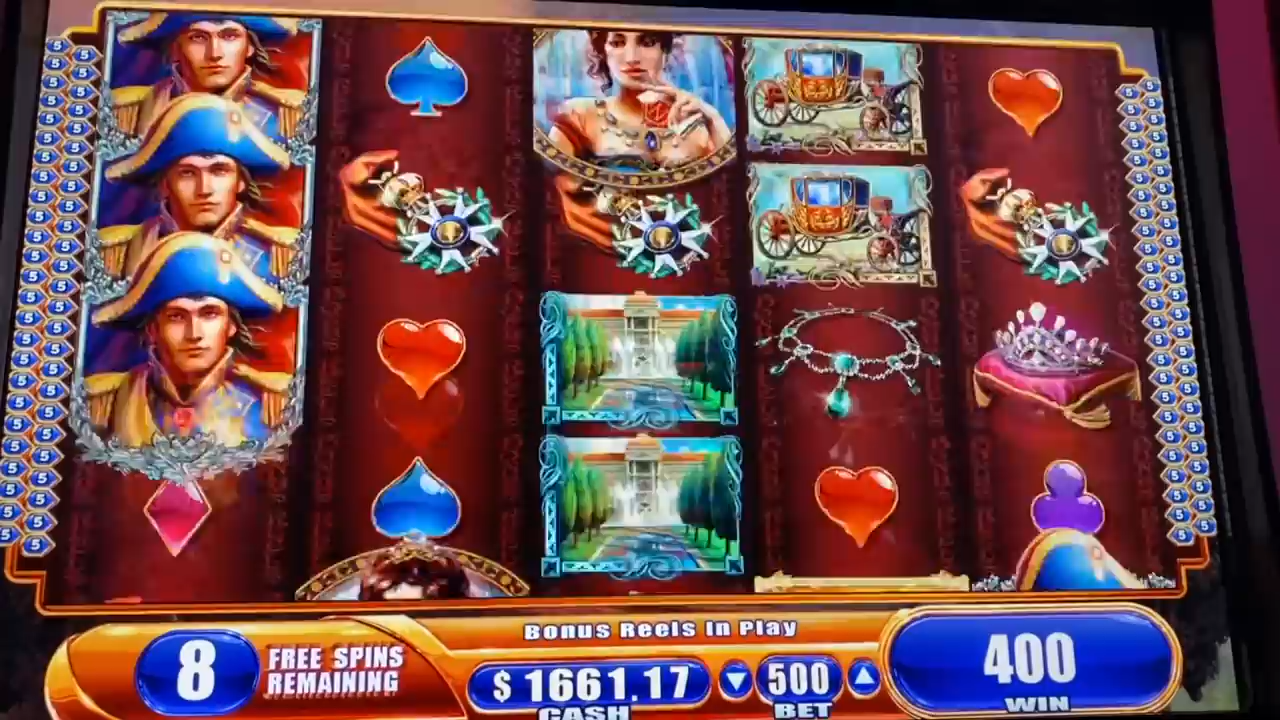 Bonus Reels In Play
8
FREE SPINS
REMAINING
$ 1661.17
CASH
500
BET
400
WIN